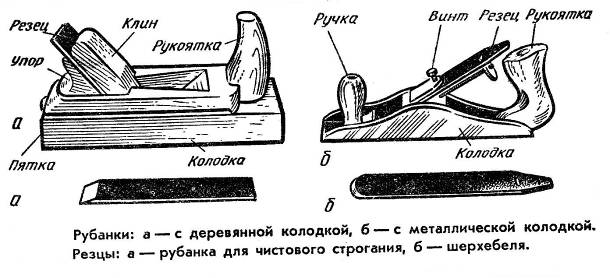 Резец
Клин
Рукоятка
Упор
а
Пятка
Колодка
Ручка
Винт
Резец
Рукоятка
б
Колодка
а
б
Рубанки: а — с деревянной колодкой, б — с металлической колодкой.
Резцы: а — рубанка для чистового строгания, б — шерхебеля.